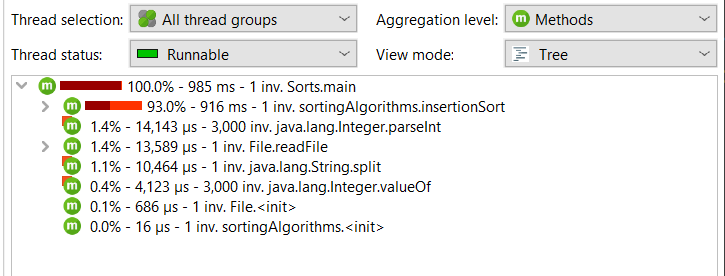 Thread selection: All thread groups Aggregation level: m Methods
Thread status: Runnable View mode: Tree
m 100.0% - 985 ms - 1 inv. Sorts.main
m 93.0% - 916 ms - 1 inv. sortingAlgorithms.insertionSort
m 1.4% - 14,143 µs - 3,000 inv. java.lang.Integer.parseInt
m 1.4% - 13,589 µs - 1 inv. File.readFile
m 1.1% - 10,464 µs - 1 inv. java.lang.String.split
m 0.4% - 4,123 µs - 3,000 inv. java.lang.Integer.valueOf
m 0.1% - 686 µs - 1 inv. File.<init>
m 0.0% - 16 µs - 1 inv. sortingAlgorithms.<init>